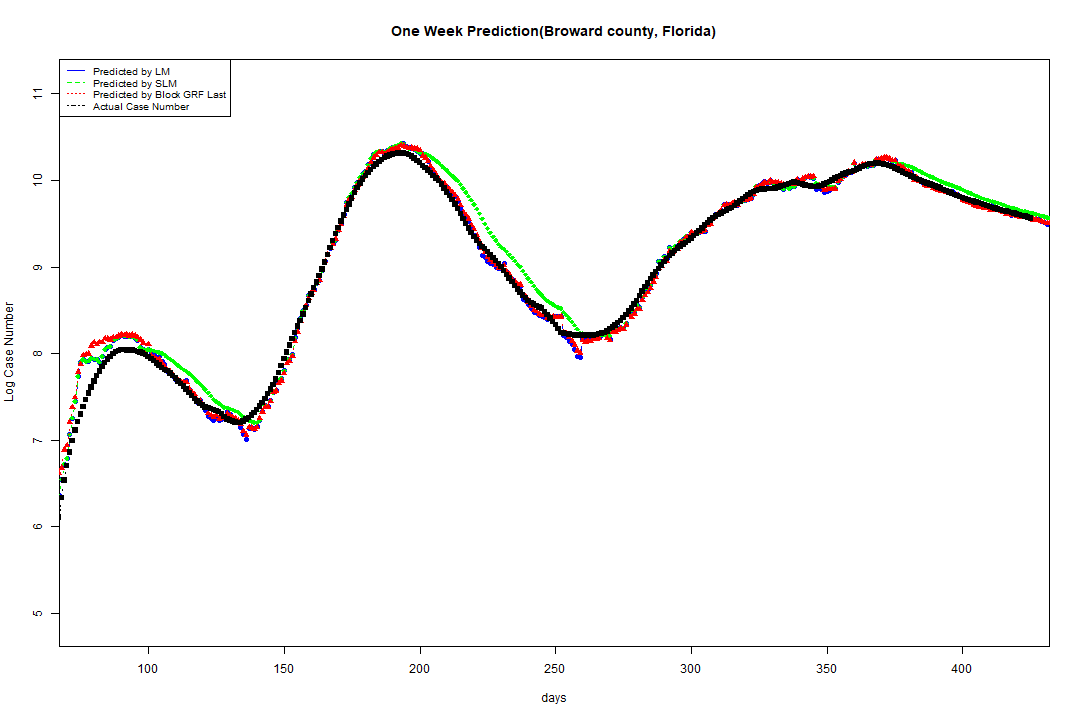 One Week Prediction(Broward county, Florida)
Predicted by LM
Predicted by SLM
Predicted by Block GRF Last
Actual Case Number
11
10
9
8
7
6
5
Log Case Number
100 150 200 250 300 350 400
days